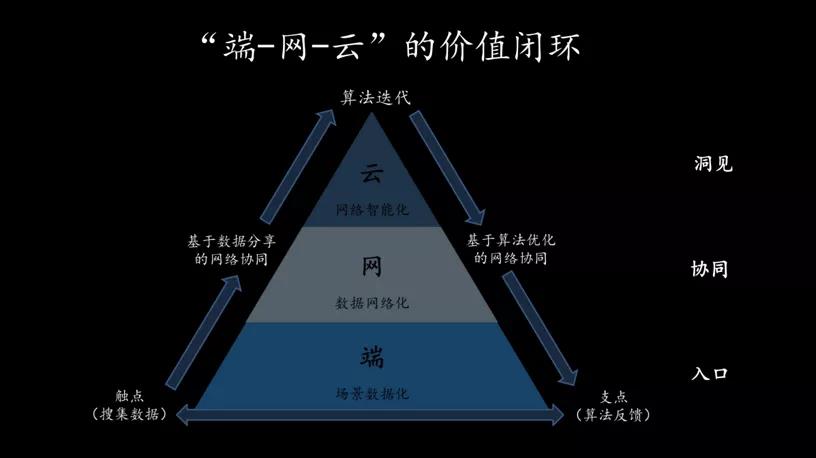 “端-网-云”的价值闭环
算法迭代
洞见
云
网络智能化
基于数据分享
的网络协同
基于算法优化
的网络协同
协同
网
数据网络化
端
入口
场景数据化
触点
（搜集数据）
支点
（算法反馈）